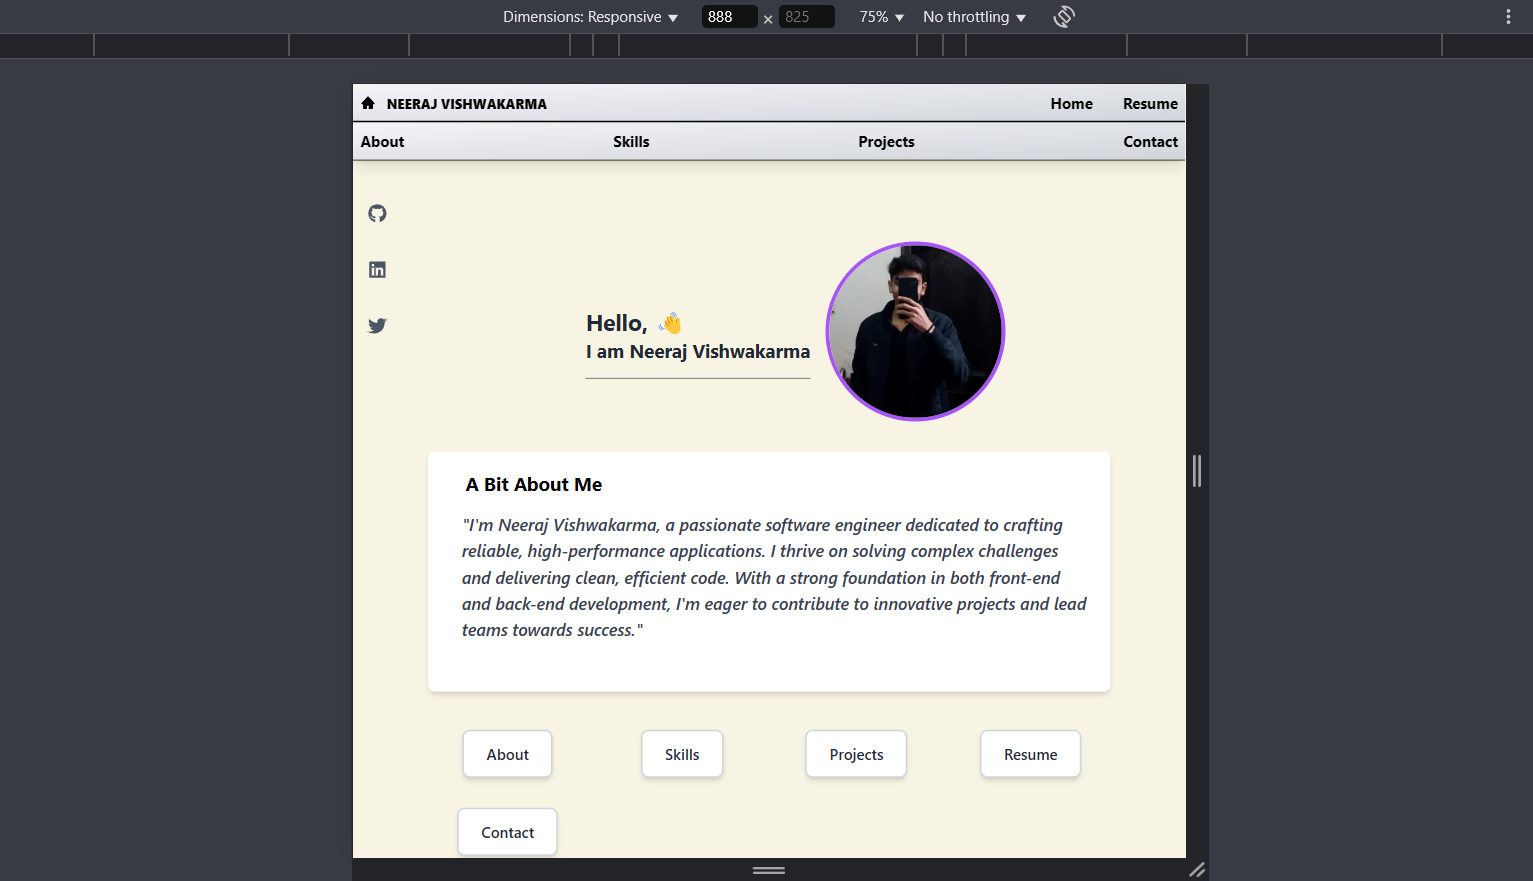 Dimensions: Responsive ▼ 888 × 825 75% ▼ No throttling ▼
NEERAJ VISHWAKARMA Home Resume
About Skills Projects Contact
Hello, 👋
I am Neeraj Vishwakarma
A Bit About Me
"I'm Neeraj Vishwakarma, a passionate software engineer dedicated to crafting
reliable, high-performance applications. I thrive on solving complex challenges
and delivering clean, efficient code. With a strong foundation in both front-end
and back-end development, I'm eager to contribute to innovative projects and lead
teams towards success."
About Skills Projects Resume
Contact